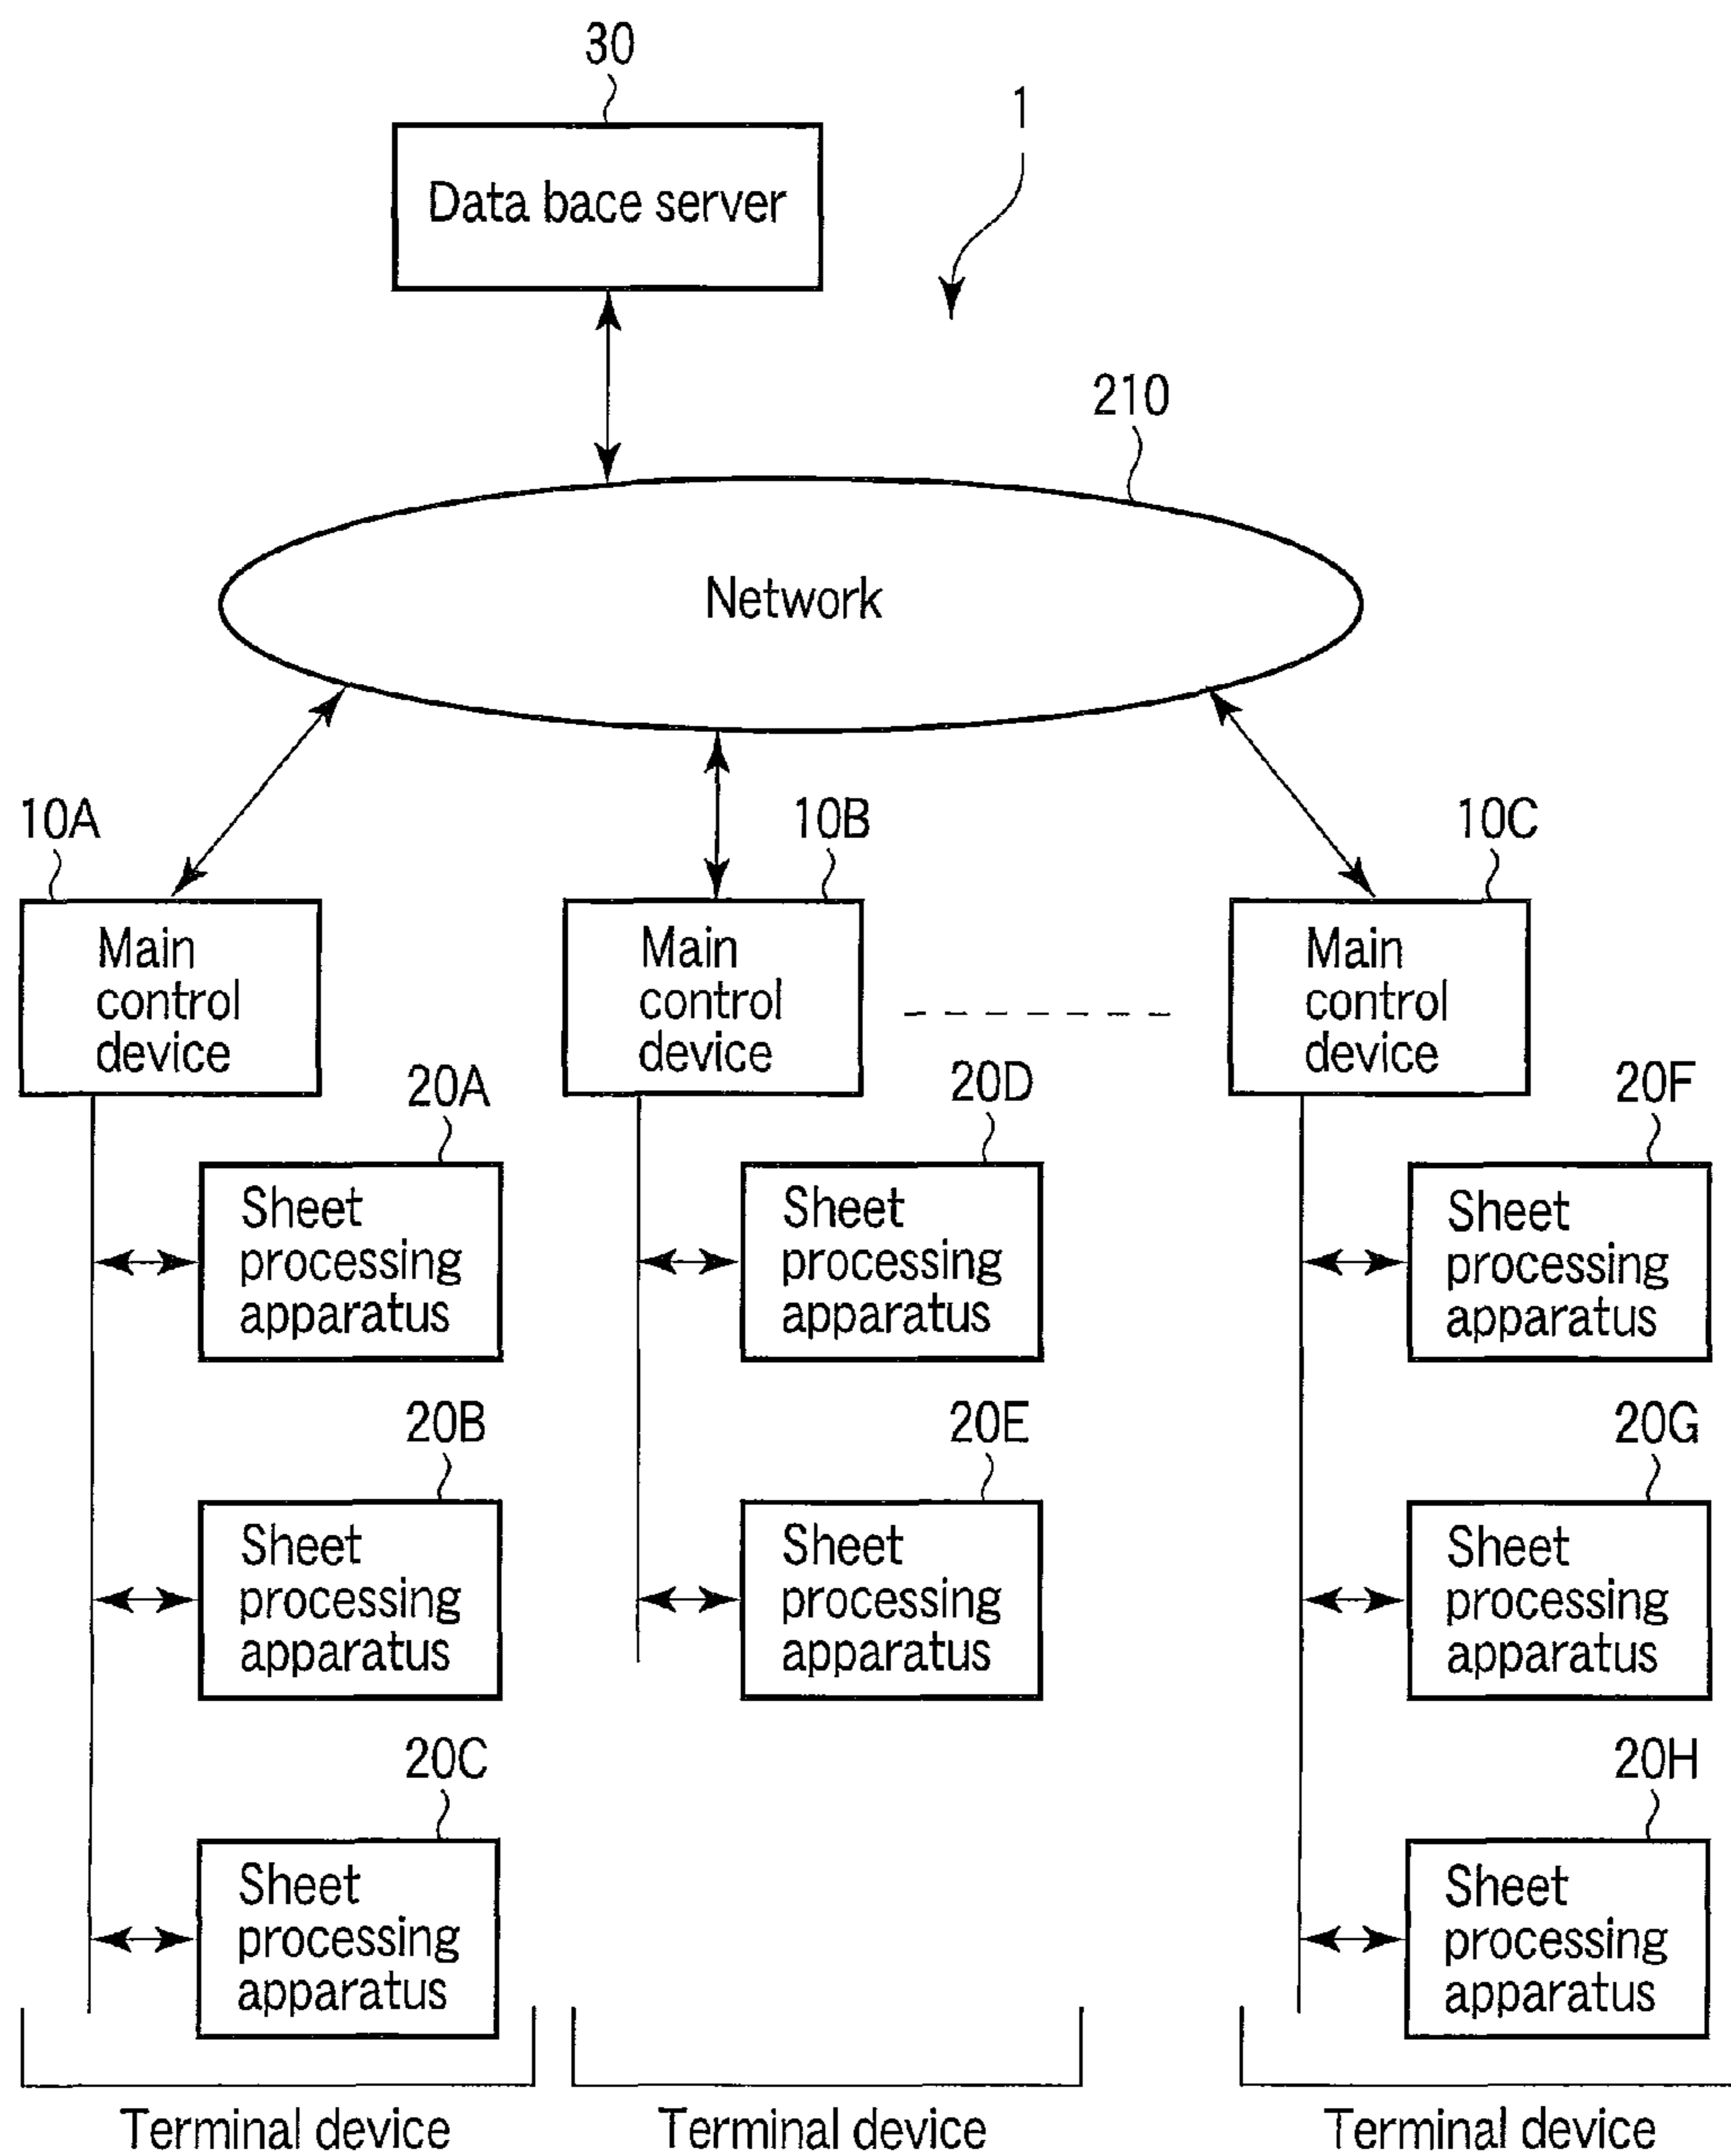 30
1
Data bace server
210
Network
10A
10B
10C
Main
control
device
Main
control
device
Main
control
device
20A
20D
20F
Sheet
processing
apparatus
Sheet
processing
apparatus
Sheet
processing
apparatus
20B
20E
20G
Sheet
processing
apparatus
Sheet
processing
apparatus
Sheet
processing
apparatus
20C
20H
Sheet
processing
apparatus
Sheet
processing
apparatus
Terminal device
Terminal device
Terminal device